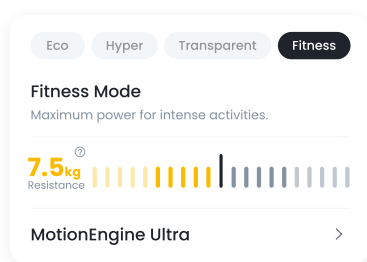 Eco Hyper Transparent Fitness
Fitness Mode
Maximum power for intense activities.
?
7.5kg
Resistance
MotionEngine Ultra